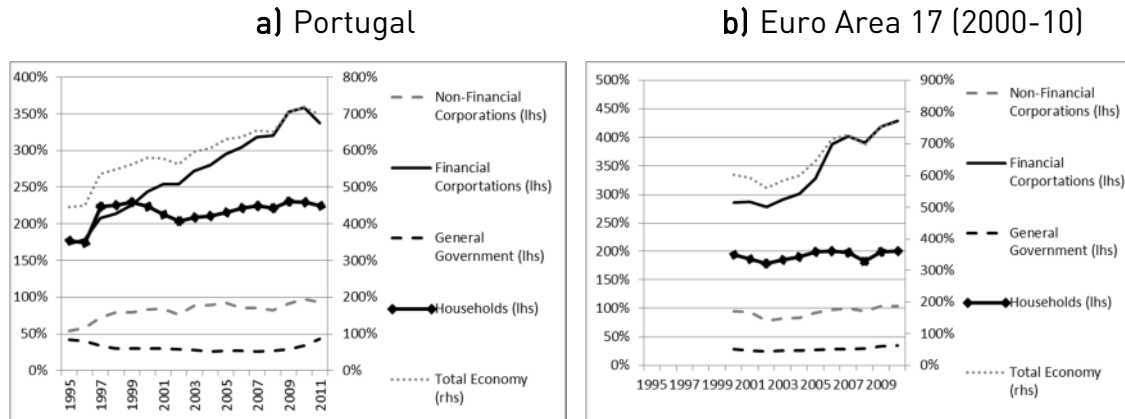 a) Portugal
400%
350%
300%
250%
200%
150%
100%
50%
0%
800%
700%
600%
500%
400%
300%
200%
100%
0%
1995
1997
1999
2001
2003
2005
2007
2009
2011
Non-Financial
Corporations (lhs)
Financial
Corportations (lhs)
General
Government (lhs)
Households (lhs)
Total Economy
(rhs)
b) Euro Area 17 (2000-10)
500%
450%
400%
350%
300%
250%
200%
150%
100%
50%
0%
900%
800%
700%
600%
500%
400%
300%
200%
100%
0%
1995 1997 1999 2001 2003 2005 2007 2009
Non-Financial
Corporations (lhs)
Financial
Corportations (lhs)
General
Government (lhs)
Households (lhs)
Total Economy
(rhs)